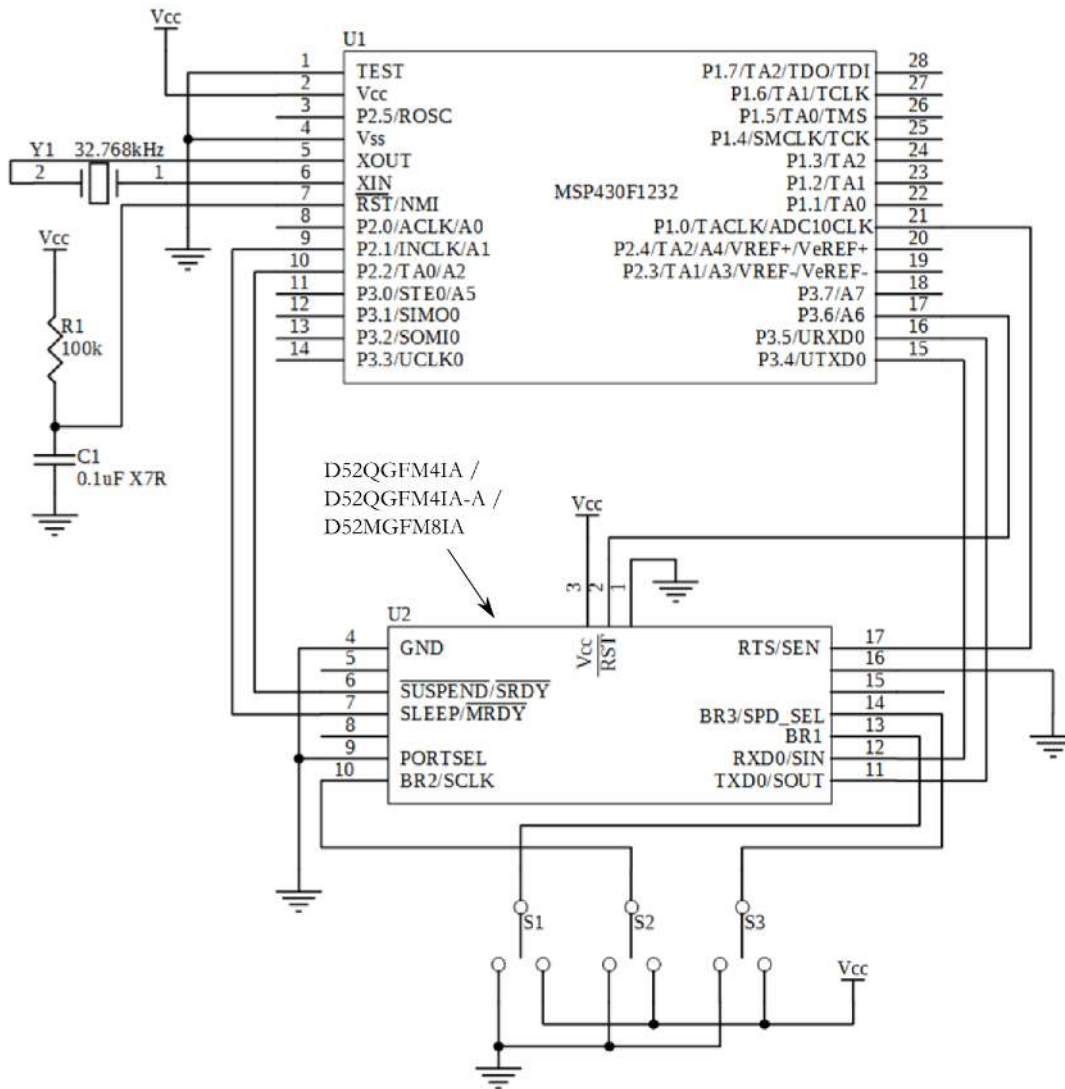 Vcc
U1
1 TEST
2 Vcc
3 P2.5/ROSC
4 Vss
5 XOUT
6 XIN
7 RST/NMI
8 P2.0/ACLK/A0
9 P2.1/INCLK/A1
10 P2.2/TA0/A2
11 P3.0/STE0/A5
12 P3.1/SIMO0
13 P3.2/SOMI0
14 P3.3/UCLK0
MSP430F1232
P1.7/TA2/TDO/TDI 28
P1.6/TA1/TCLK 27
P1.5/TA0/TMS 26
P1.4/SMCLK/TCK 25
P1.3/TA2 24
P1.2/TA1 23
P1.1/TA0 22
P1.0/TACLK/ADC10CLK 21
P2.4/TA2/A4/VREF+/VeREF+ 20
P2.3/TA1/A3/VREF-/VeREF- 19
P3.7/A7 18
P3.6/A6 17
P3.5/URXD0 16
P3.4/UTXD0 15
Y1 32.768kHz
2 1
Vcc
R1
100k
C1
0.1uF X7R
D52QGFM4IA /
D52QGFM4IA-A /
D52MGFM8IA
Vcc
3 2 1
U2
Vcc RST
4 GND
5
6 SUSPEND/SRDY
7 SLEEP/MRDY
8
9 PORTSEL
10 BR2/SCLK
RTS/SEN 17
16
15
BR3/SPD_SEL 14
BR1 13
RXD0/SIN 12
TXD0/SOUT 11
S1 S2 S3
Vcc